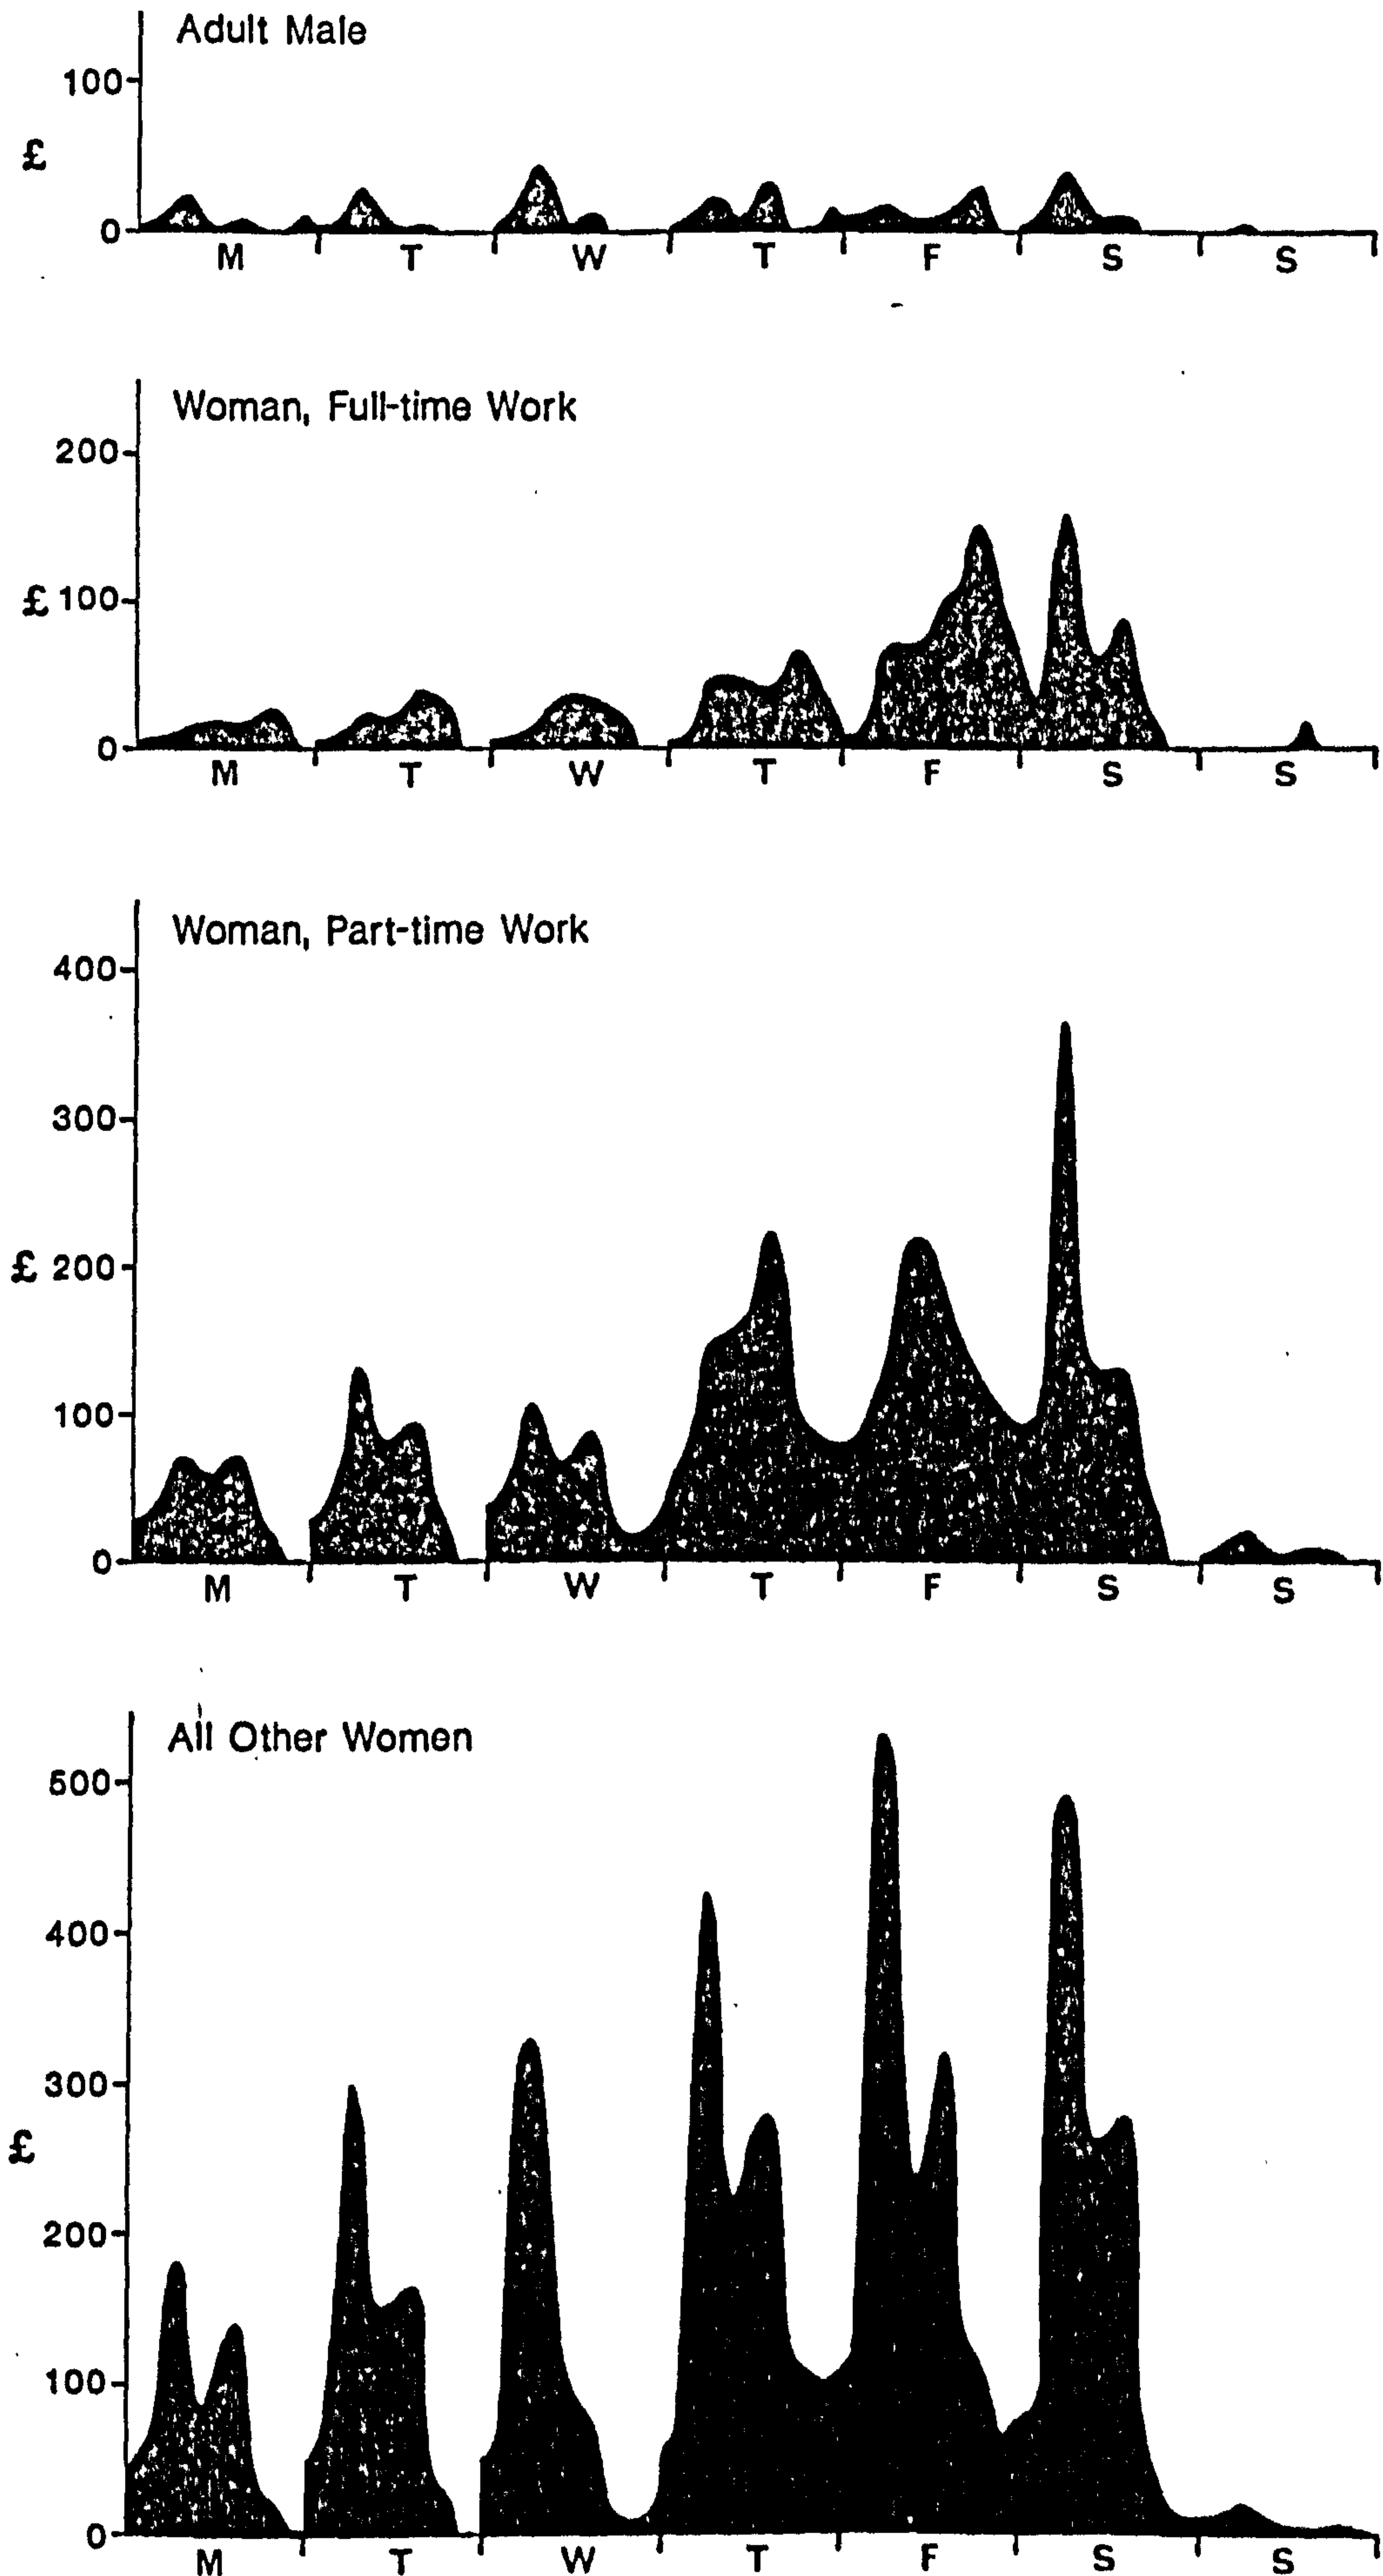 Adult Male
100
£
0
M T W T F S S
Woman, Full-time Work
200
£ 100
0
M T W T F S S
Woman, Part-time Work
400
300
£ 200
100
0
M T W T F S S
All Other Women
500
400
300
£
200
100
0
M T W T F S S